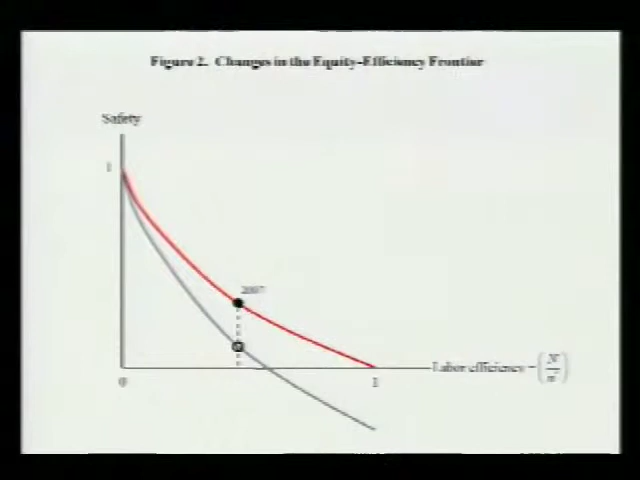 Figure 2. Changes in the Equity-Efficiency Frontier
Safety
1
2007
Labor efficiency =
0
1